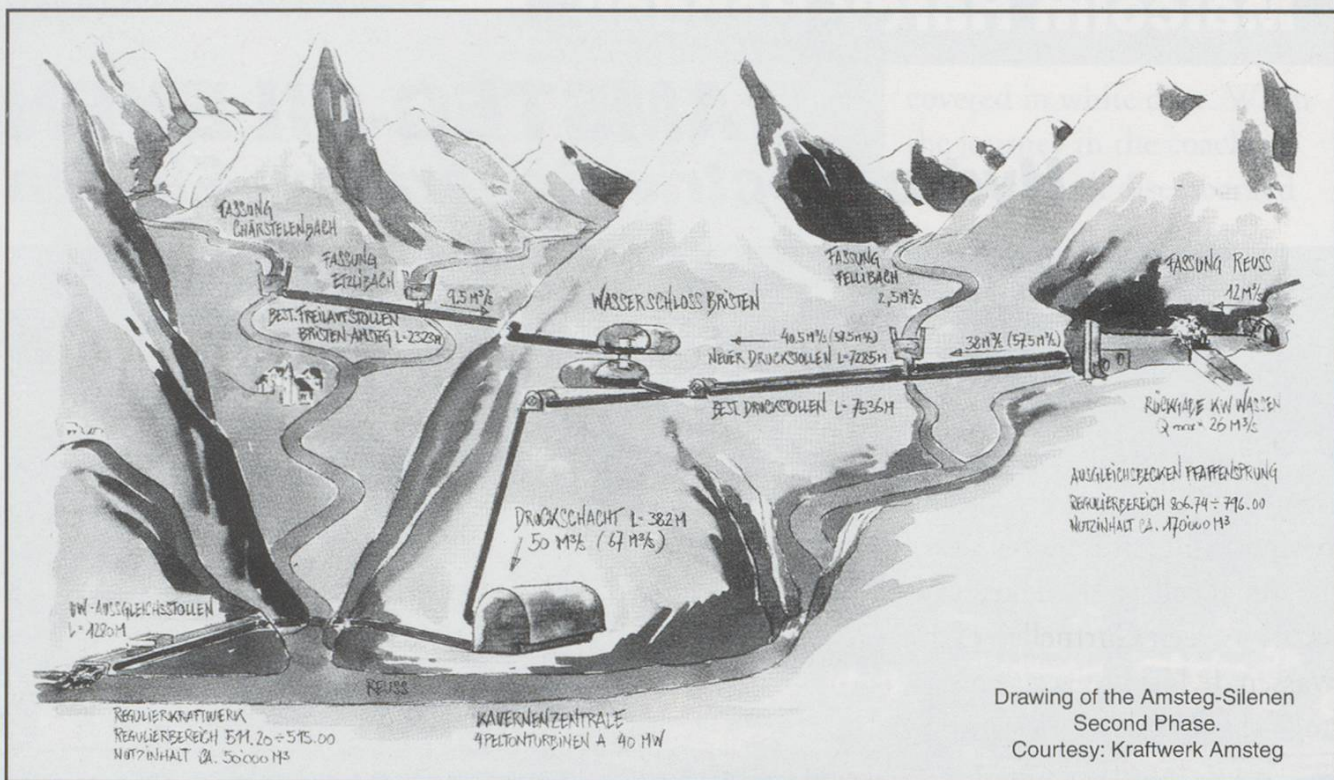 FASSUNG
CHÄRSTELENBACH
FASSUNG
ETZLIBACH
9,5 M³/s
BEST. FREILAUFSTOLLEN
BRISTEN-AMSTEG L=2323M
WASSERSCHLOSS BRISTEN
FASSUNG
FELLIBACH
2,5 M³/s
FASSUNG REUSS
12 M³/s
40,5 M³/s (57,5 M³/s)
NEUER DRUCKSTOLLEN L=7285M
38 M³/s (57,5 M³/s)
BEST. DRUCKSTOLLEN L=7536M
RÜCKGABE KW WASSEN
Q max= 26 M³/s
AUSGLEICHSBECKEN PFAFFENSPRUNG
REGULIERBEREICH 806.74÷796.00
NUTZINHALT CA. 170'000 M³
DRUCKSCHACHT L=382M
50 M³/s (67 M³/s)
UW-AUSGLEICHSSTOLLEN
L=1280M
REUSS
REGULIERKRAFTWERK
REGULIERBEREICH 511.20÷515.00
NUTZINHALT CA. 50'000 M³
KAVERNENZENTRALE
4 PELTONTURBINEN A 40 MW
Drawing of the Amsteg-Silenen
Second Phase.
Courtesy: Kraftwerk Amsteg